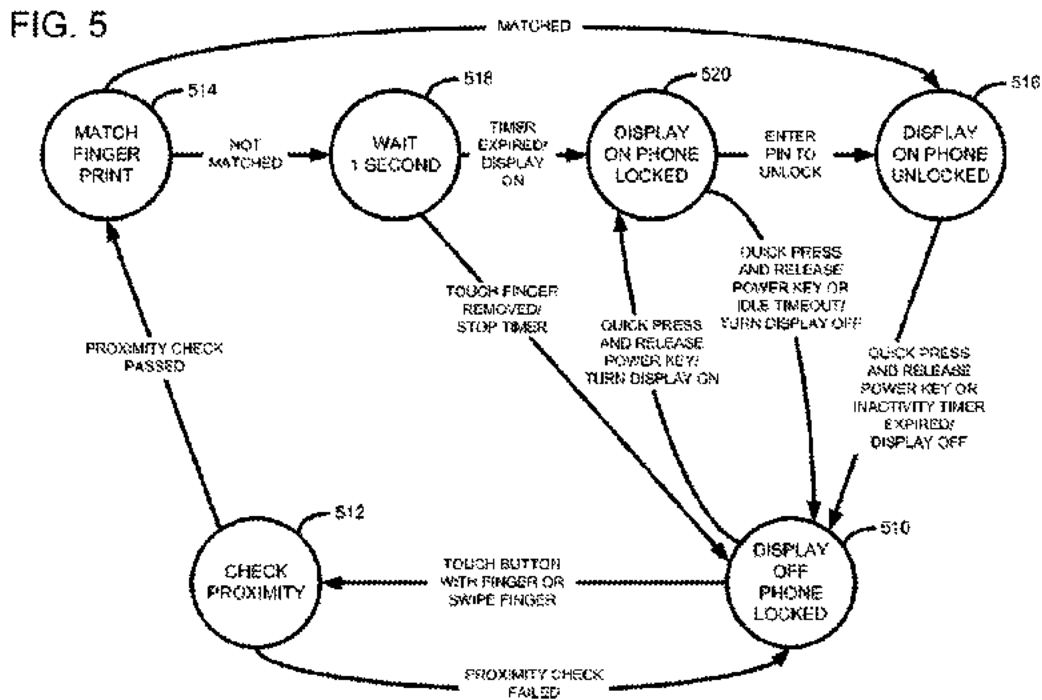 FIG. 5
MATCHED
514
518
520
516
MATCH
FINGER
PRINT
NOT
MATCHED
WAIT
1 SECOND
TIMER
EXPIRED/
DISPLAY
ON
DISPLAY
ON PHONE
LOCKED
ENTER
PIN TO
UNLOCK
DISPLAY
ON PHONE
UNLOCKED
PROXIMITY CHECK
PASSED
TOUCH FINGER
REMOVED/
STOP TIMER
QUICK PRESS
AND RELEASE
POWER KEY/
TURN DISPLAY ON
QUICK PRESS
AND RELEASE
POWER KEY OR
IDLE TIMEOUT/
TURN DISPLAY OFF
QUICK PRESS
AND RELEASE
POWER KEY OR
INACTIVITY TIMER
EXPIRED/
DISPLAY OFF
512
CHECK
PROXIMITY
TOUCH BUTTON
WITH FINGER OR
SWIPE FINGER
510
DISPLAY
OFF
PHONE
LOCKED
PROXIMITY CHECK
FAILED